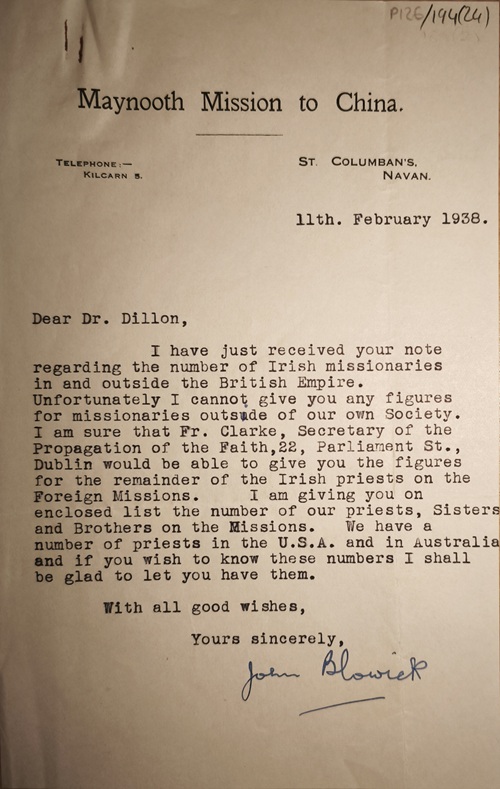 P126/194(24)
Maynooth Mission to China.
TELEPHONE:— ST. COLUMBAN'S,
KILCARN 5. NAVAN.
11th. February 1938.
Dear Dr. Dillon,
I have just received your note
regarding the number of Irish missionaries
in and outside the British Empire.
Unfortunately I cannot give you any figures
for missionaries outsude of our own Society.
I am sure that Fr. Clarke, Secretary of the
Propagation of the Faith,22, Parliament St.,
Dublin would be able to give you the figures
for the remainder of the Irish priests on the
Foreign Missions. I am giving you on
enclosed list the number of our priests, Sisters
and Brothers on the Missions. We have a
number of priests in the U.S.A. and in Australia
and if you wish to know these numbers I shall
be glad to let you have them.
With all good wishes,
Yours sincerely,
John Blowick